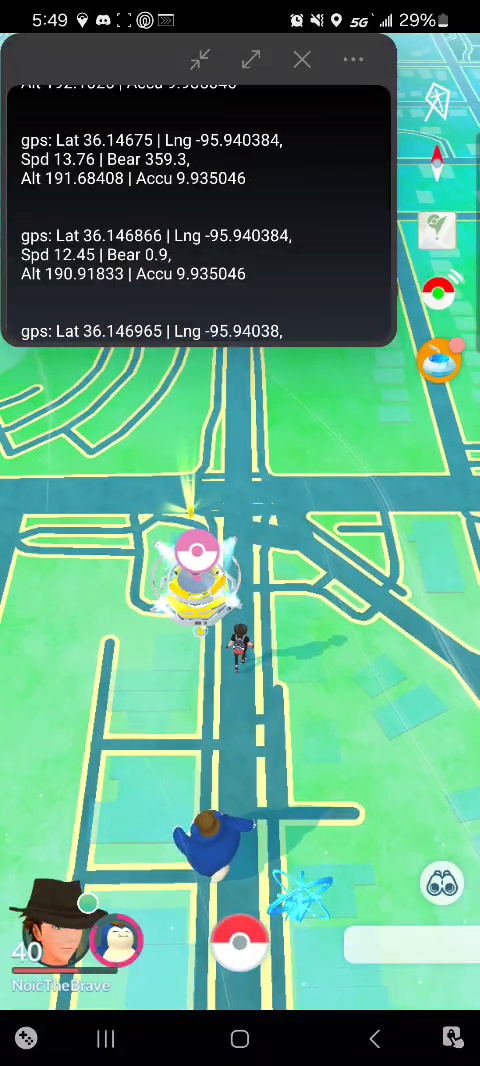 5:49
5G
29%
gps: Lat 36.14675 | Lng -95.940384,
Spd 13.76 | Bear 359.3,
Alt 191.68408 | Accu 9.935046
gps: Lat 36.146866 | Lng -95.940384,
Spd 12.45 | Bear 0.9,
Alt 190.91833 | Accu 9.935046
gps: Lat 36.146965 | Lng -95.94038,
40
NoicTheBrave